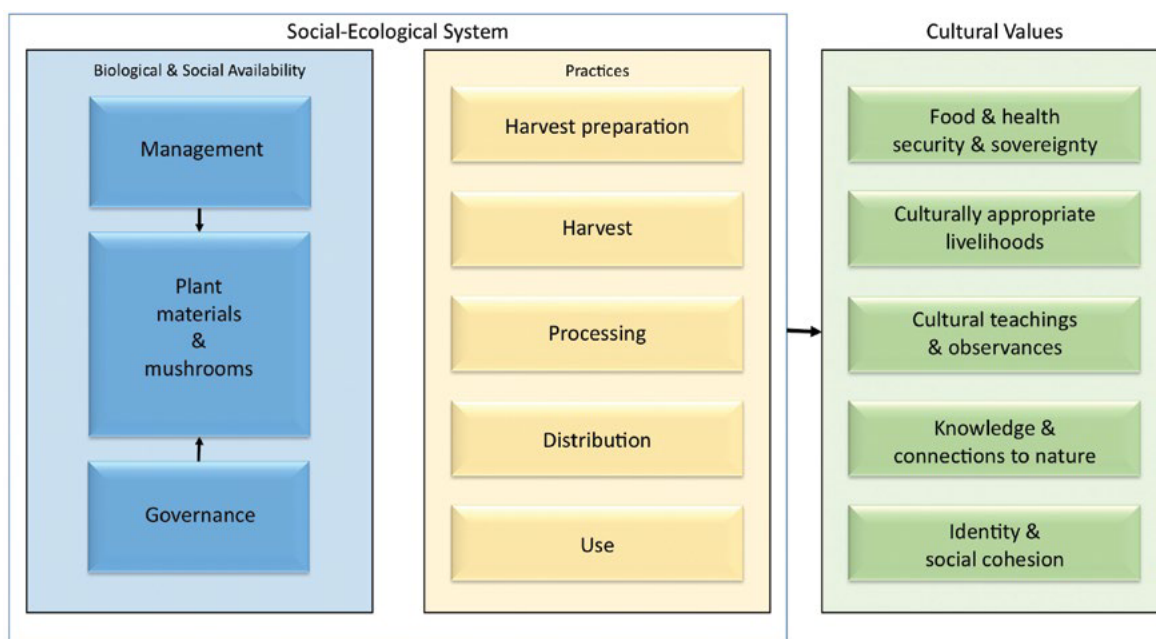 Social-Ecological System
Biological & Social Availability
Management
Plant
materials
&
mushrooms
Governance
Practices
Harvest preparation
Harvest
Processing
Distribution
Use
Cultural Values
Food & health
security & sovereignty
Culturally appropriate
livelihoods
Cultural teachings
& observances
Knowledge &
connections to nature
Identity &
social cohesion